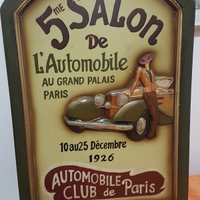 5ME SALON
DE
L'Automobile
AU GRAND PALAIS
PARIS
10 au 25 Décembre
1926
AUTOMOBILE
CLUB de Paris